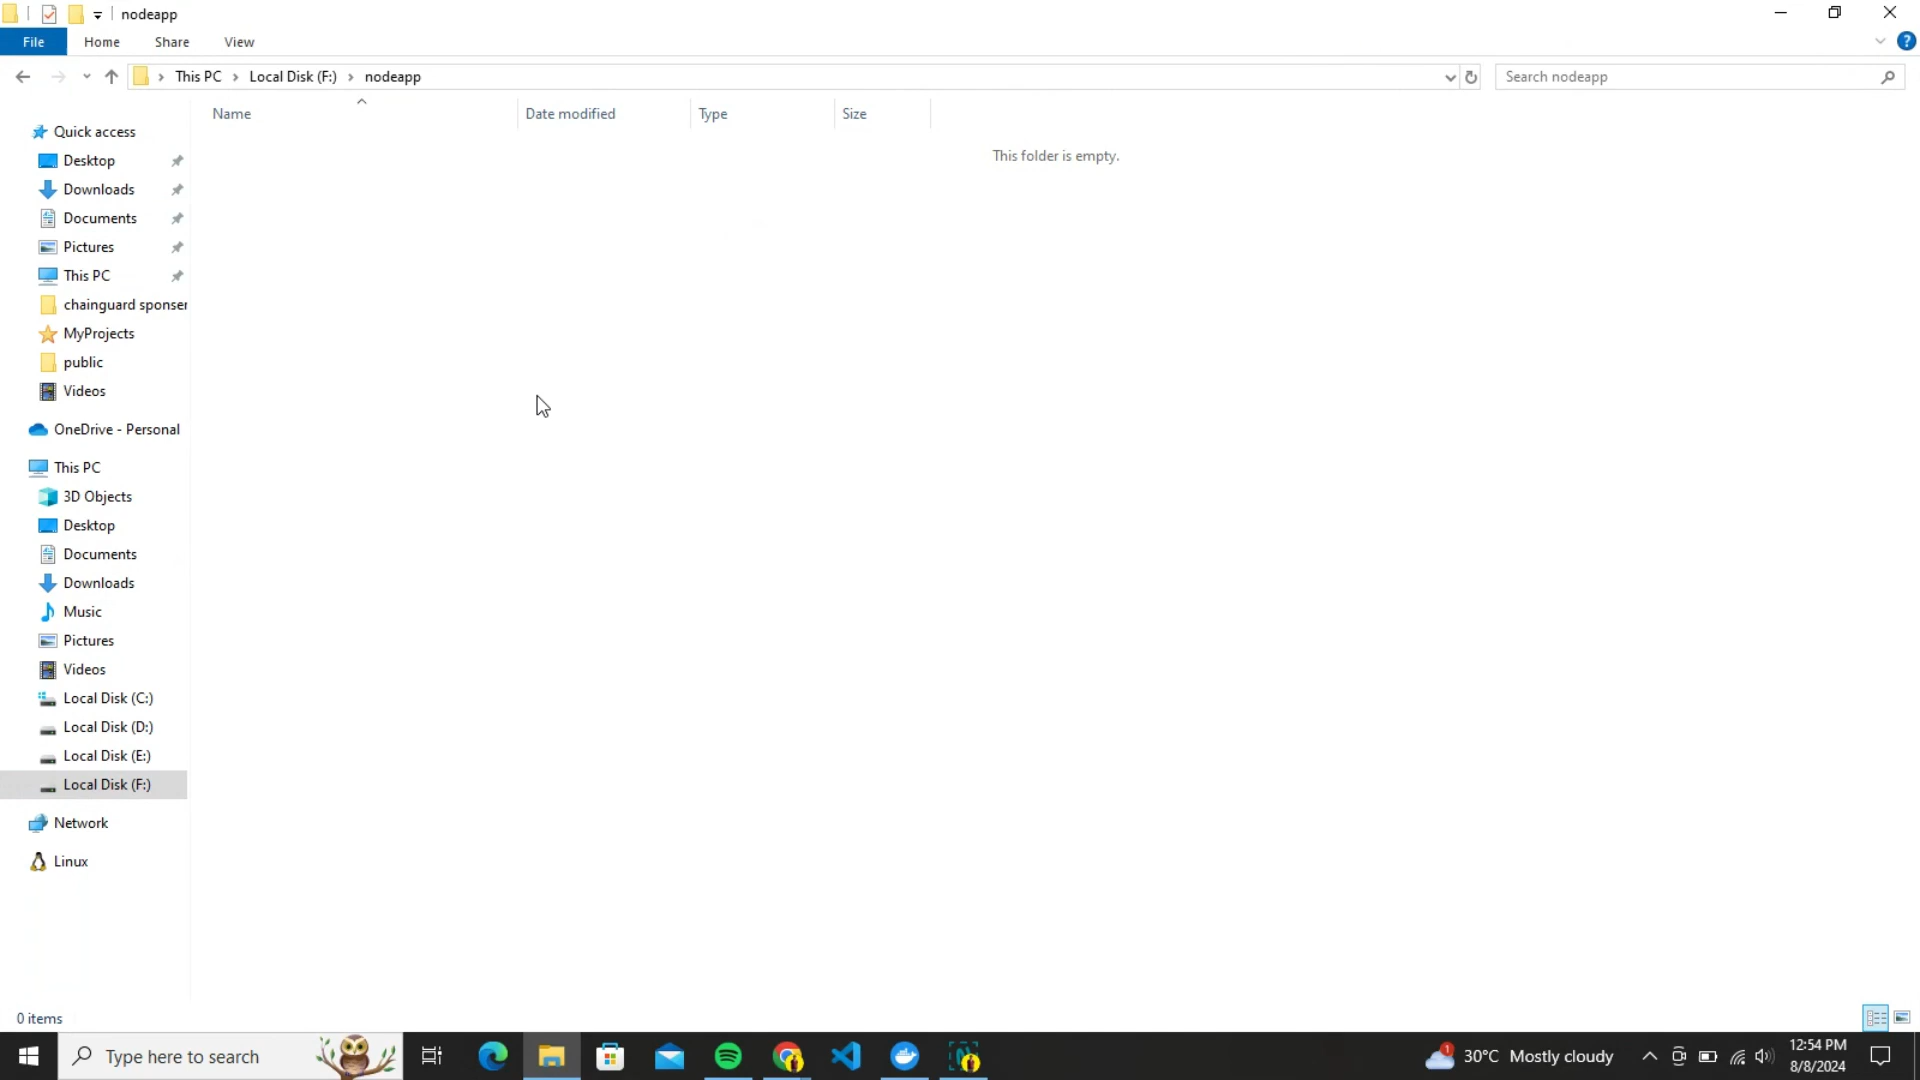 nodeapp
File Home Share View
This PC Local Disk (F:) nodeapp
Search nodeapp
Name Date modified Type Size
This folder is empty.
Quick access
Desktop
Downloads
Documents
Pictures
This PC
chainguard sponser
MyProjects
public
Videos
OneDrive - Personal
This PC
3D Objects
Desktop
Documents
Downloads
Music
Pictures
Videos
Local Disk (C:)
Local Disk (D:)
Local Disk (E:)
Local Disk (F:)
Network
Linux
0 items
Type here to search
1
30°C Mostly cloudy
12:54 PM
8/8/2024